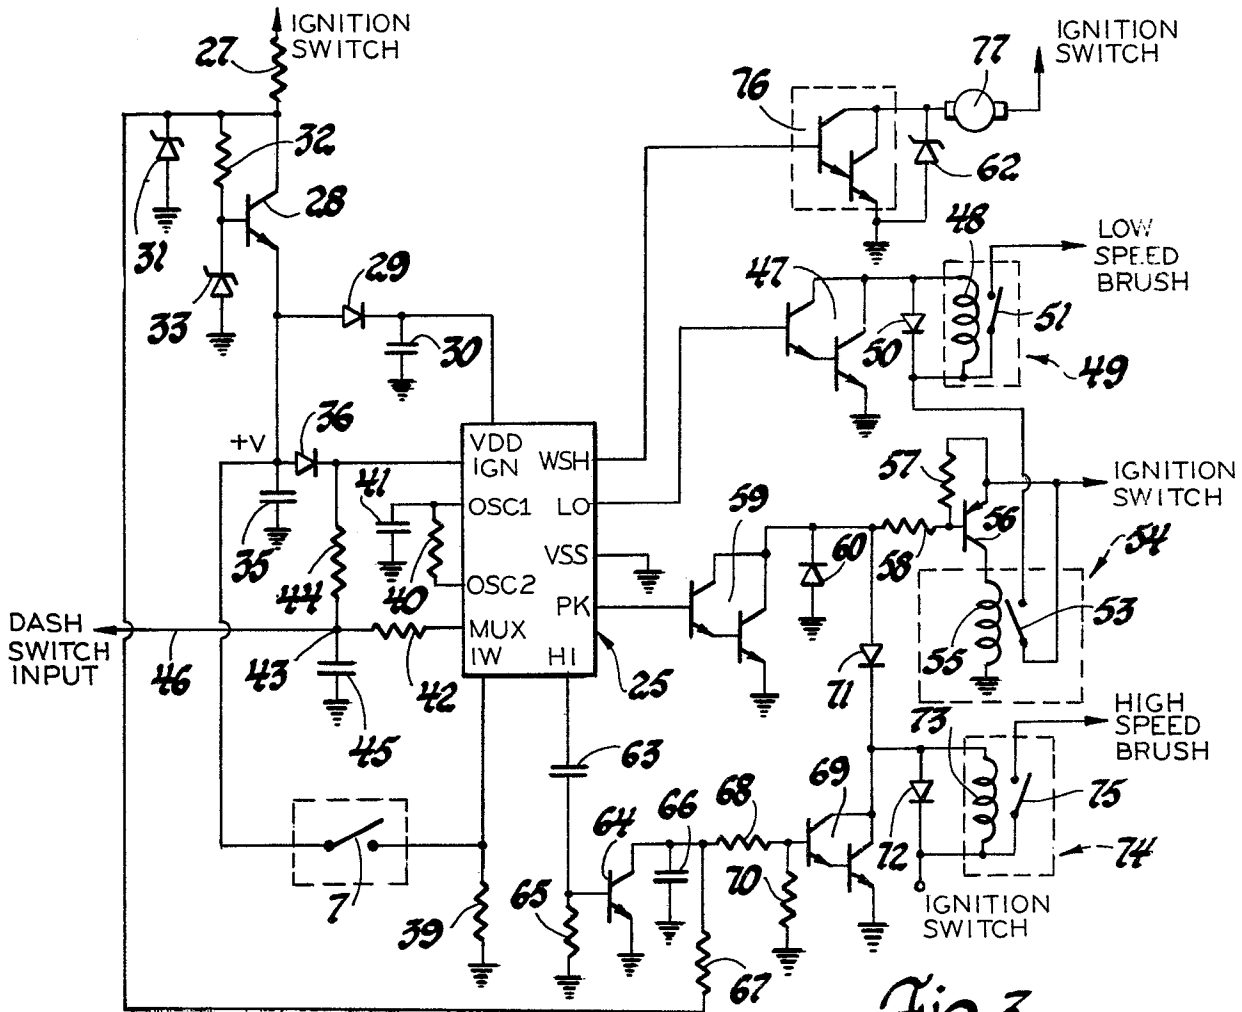 IGNITION
SWITCH
27
32
28
31
33
29
30
36
+V
35
41
44
40
DASH
SWITCH
INPUT
46
43
42
45
7
39
VDD
IGN
OSC1
OSC2
MUX
IW
WSH
LO
VSS
PK
HI
25
76
77
IGNITION
SWITCH
62
47
48
LOW
SPEED
BRUSH
50
51
49
57
IGNITION
SWITCH
59
56
54
60
58
55
53
71
HIGH
SPEED
BRUSH
73
63
64
66
68
69
72
75
74
65
70
IGNITION
SWITCH
67
Fig. 3